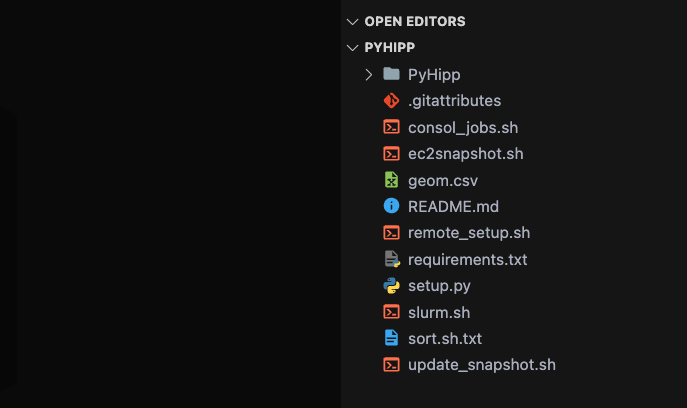 OPEN EDITORS
PYHIPP
PyHipp
.gitattributes
consol_jobs.sh
ec2snapshot.sh
geom.csv
README.md
remote_setup.sh
requirements.txt
setup.py
slurm.sh
sort.sh.txt
update_snapshot.sh